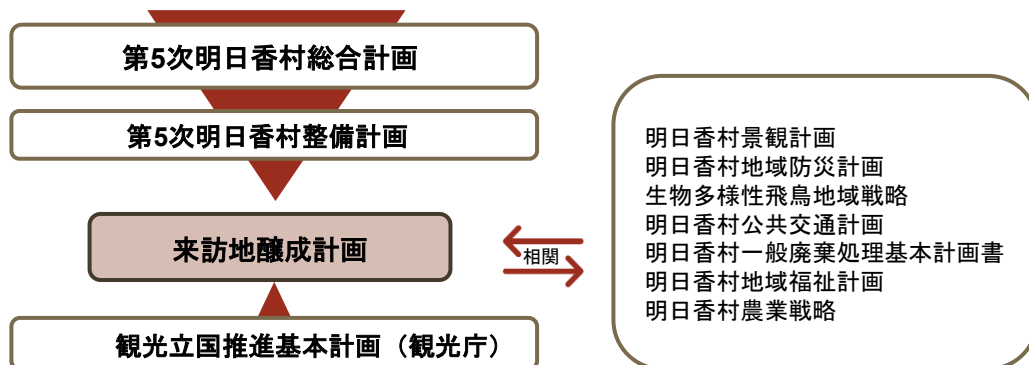 第5次明日香村総合計画
第5次明日香村整備計画
来訪地醸成計画
観光立国推進基本計画（観光庁）
相関
明日香村景観計画
明日香村地域防災計画
生物多様性飛鳥地域戦略
明日香村公共交通計画
明日香村一般廃棄処理基本計画書
明日香村地域福祉計画
明日香村農業戦略